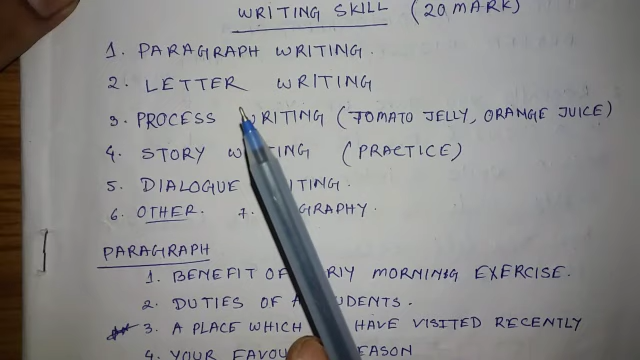 WRITING SKILL (20 MARK)
1. PARAGRAPH WRITING.
2. LETTER WRITING
3. PROCESS WRITING (TOMATO JELLY, ORANGE JUICE)
4. STORY WRITING (PRACTICE)
5. DIALOGUE WRITING.
6. OTHER. 7.
PARAGRAPH
1. BENEFIT OF MORNING EXERCISE.
2. DUTIES OF
3. A PLACE WHICH HAVE VISITED RECENTLY
4. YOUR